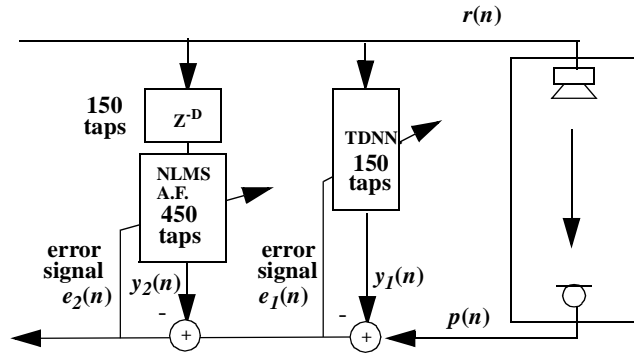 r(n)
150
taps
Z-D
TDNN
150
taps
NLMS
A.F.
450
taps
error
signal
e2(n)
y2(n)
error
signal
e1(n)
y1(n)
p(n)
-
+
-
+